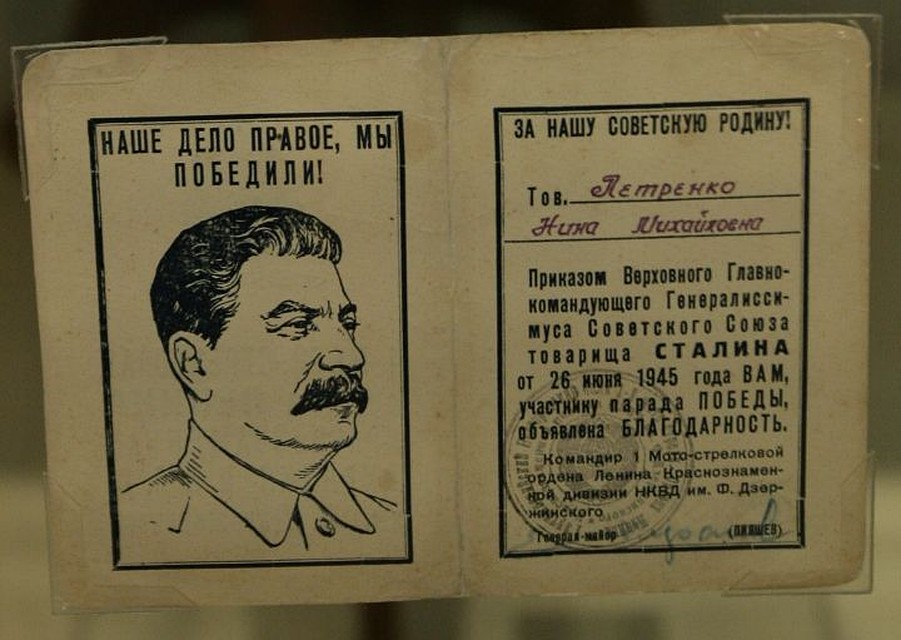 НАШЕ ДЕЛО ПРАВОЕ, МЫ
ПОБЕДИЛИ!
ЗА НАШУ СОВЕТСКУЮ РОДИНУ!
Тов. Петренко
Нина Михайловна
Приказом Верховного Главно-
командующего Генералисси-
муса Советского Союза
товарища СТАЛИНА
от 26 июня 1945 года ВАМ,
участнику парада ПОБЕДЫ,
объявлена БЛАГОДАРНОСТЬ.
Командир 1 Мото-стрелковой
ордена Ленина Краснознамен-
ной дивизии НКВД им. Ф. Дзер-
жинского
Генерал-майор (ПИЯШЕВ)